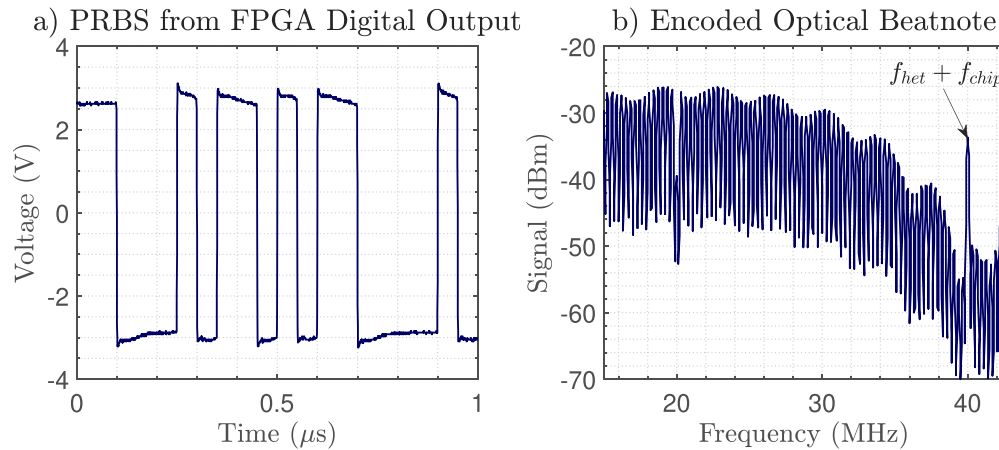 a) PRBS from FPGA Digital Output
4
2
0
-2
-4
Voltage (V)
0
0.5
1
Time (μs)
b) Encoded Optical Beatnote
-20
-30
-40
-50
-60
-70
Signal (dBm)
f_het + f_chip
20
30
40
Frequency (MHz)